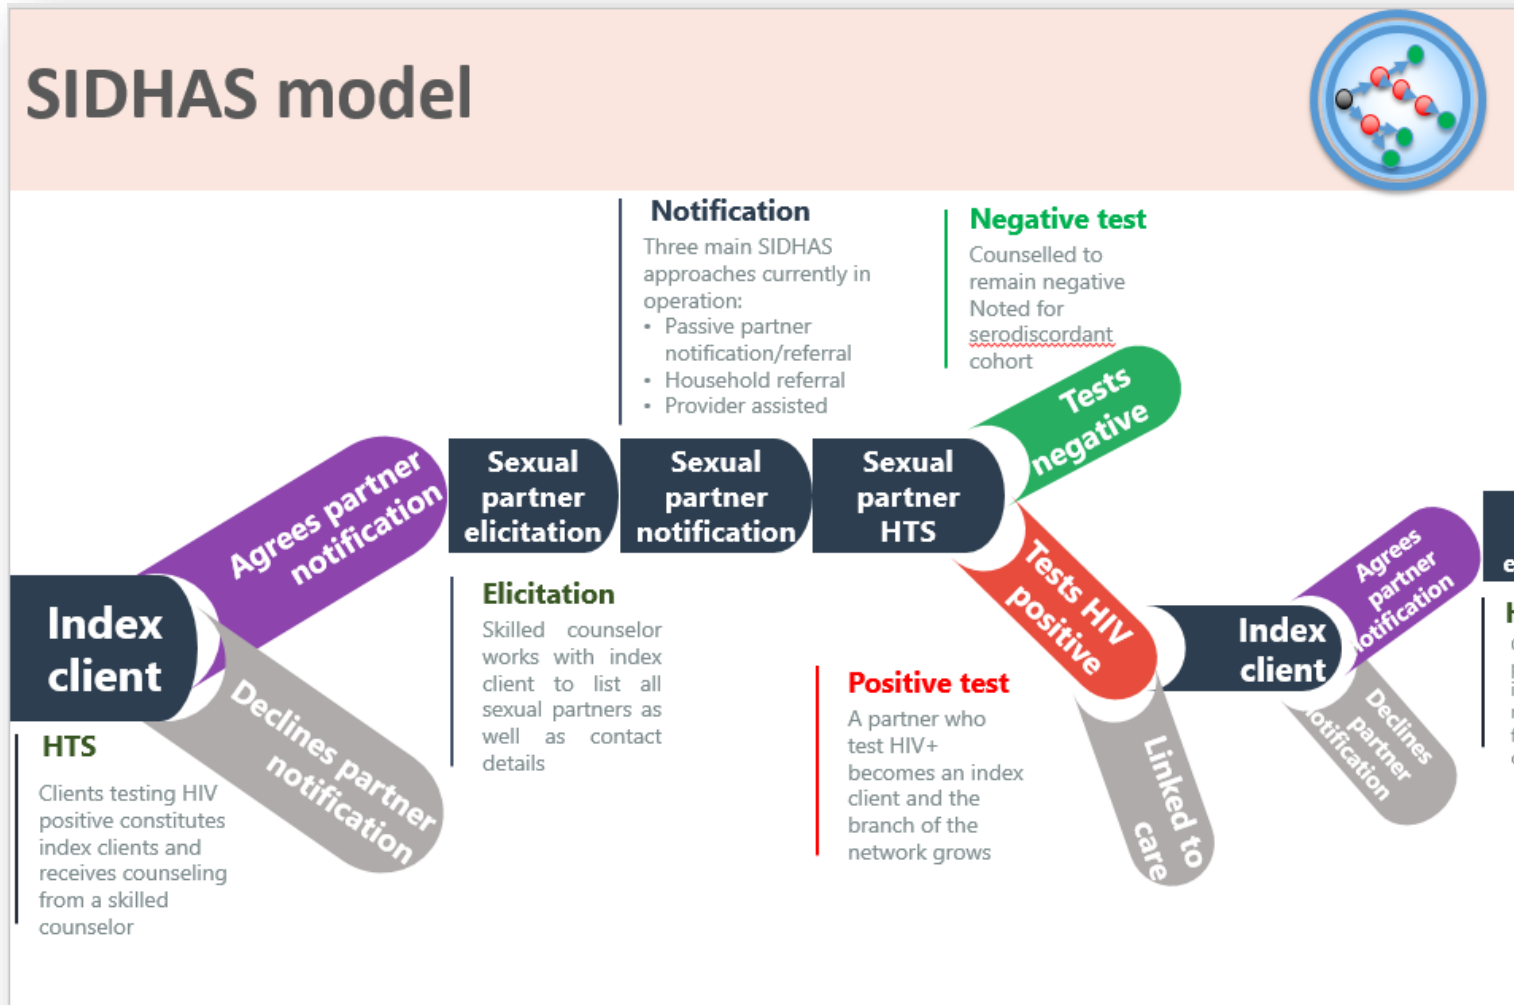 SIDHAS model
Notification
Three main SIDHAS
approaches currently in
operation:
• Passive partner
notification/referral
• Household referral
• Provider assisted
Negative test
Counselled to
remain negative
Noted for
serodiscordant
cohort
Tests
negative
Agrees partner
notification
Sexual
partner
elicitation
Sexual
partner
notification
Sexual
partner
HTS
Tests HIV
positive
Index
client
Declines partner
notification
HTS
Clients testing HIV
positive constitutes
index clients and
receives counseling
from a skilled
counselor
Elicitation
Skilled counselor
works with index
client to list all
sexual partners as
well as contact
details
Positive test
A partner who
test HIV+
becomes an index
client and the
branch of the
network grows
Linked to
care
Index
client
Agrees
partner
otification
Declines
partner
otification